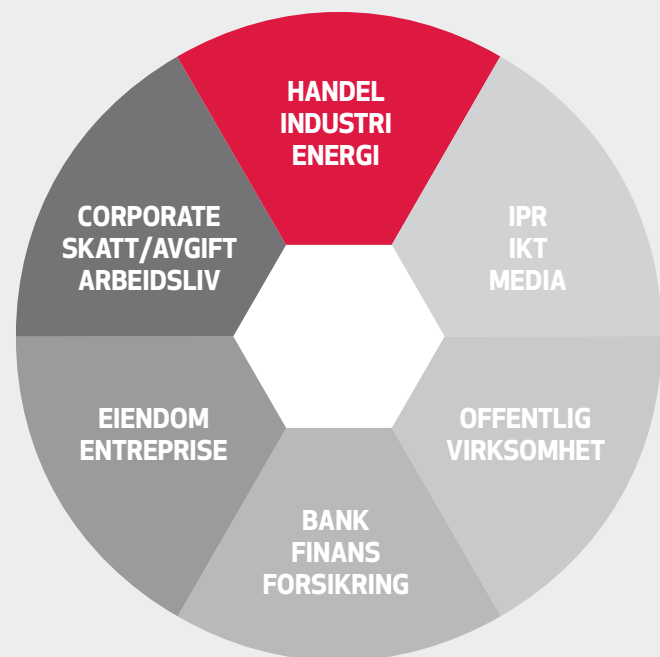 HANDEL
INDUSTRI
ENERGI
IPR
IKT
MEDIA
OFFENTLIG
VIRKSOMHET
BANK
FINANS
FORSIKRING
EIENDOM
ENTREPRISE
CORPORATE
SKATT/AVGIFT
ARBEIDSLIV